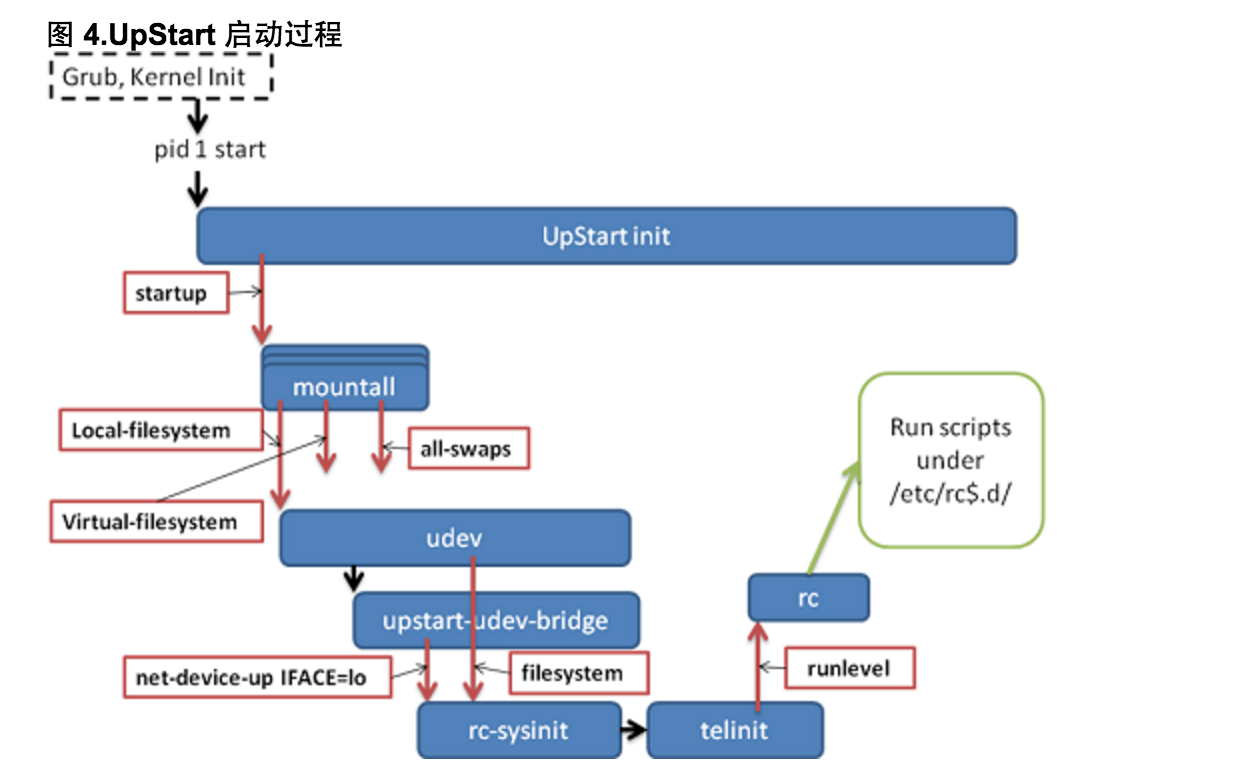 图 4.UpStart 启动过程
Grub, Kernel Init
pid 1 start
UpStart init
startup
mountall
Local-filesystem
all-swaps
Virtual-filesystem
udev
upstart-udev-bridge
net-device-up IFACE=lo
filesystem
rc-sysinit
telinit
runlevel
rc
Run scripts
under
/etc/rc$.d/